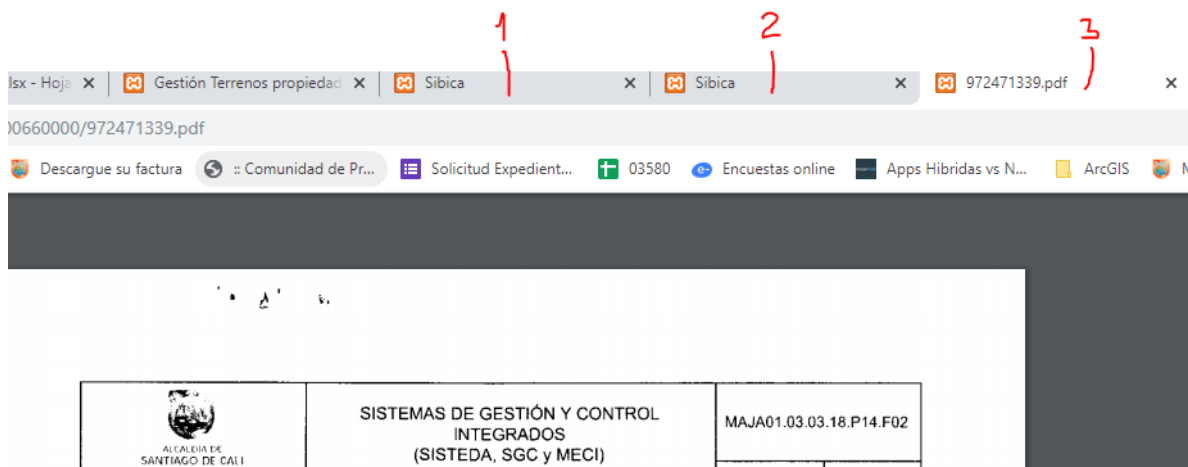 1 2 3
lsx - Hoja Gestión Terrenos propiedad Sibica Sibica 972471339.pdf
00660000/972471339.pdf
Descargue su factura :: Comunidad de Pr... Solicitud Expedient... 03580 Encuestas online Apps Hibridas vs N... ArcGIS M
ALCALDÍA DE
SANTIAGO DE CALI
SISTEMAS DE GESTIÓN Y CONTROL
INTEGRADOS
(SISTEDA, SGC y MECI)
MAJA01.03.03.18.P14.F02